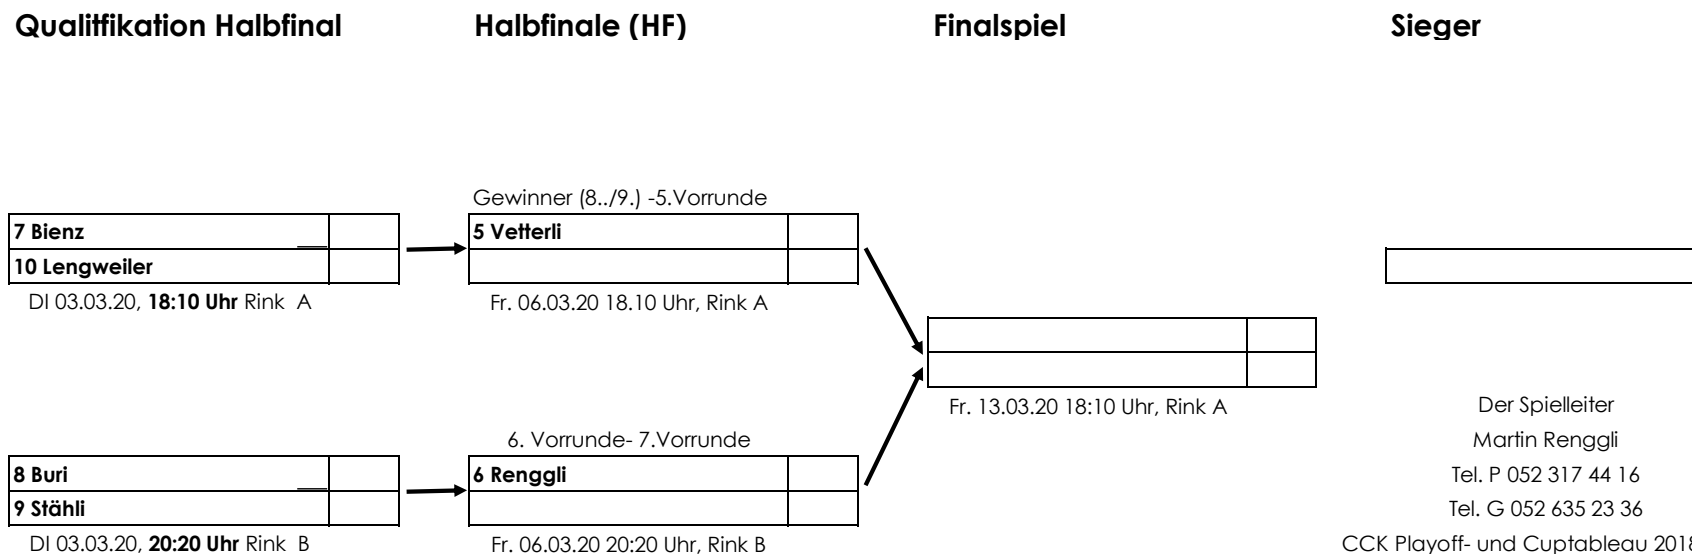 Qualitfikation Halbfinal
Halbfinale (HF)
Finalspiel
Sieger
Gewinner (8../9.) -5.Vorrunde
7 Bienz ___
10 Lengweiler
DI 03.03.20, 18:10 Uhr Rink A
5 Vetterli
Fr. 06.03.20 18.10 Uhr, Rink A
Fr. 13.03.20 18:10 Uhr, Rink A
6. Vorrunde- 7.Vorrunde
8 Buri ___
9 Stähli
DI 03.03.20, 20:20 Uhr Rink B
6 Renggli
Fr. 06.03.20 20:20 Uhr, Rink B
Der Spielleiter
Martin Renggli
Tel. P 052 317 44 16
Tel. G 052 635 23 36
CCK Playoff- und Cuptableau 2018